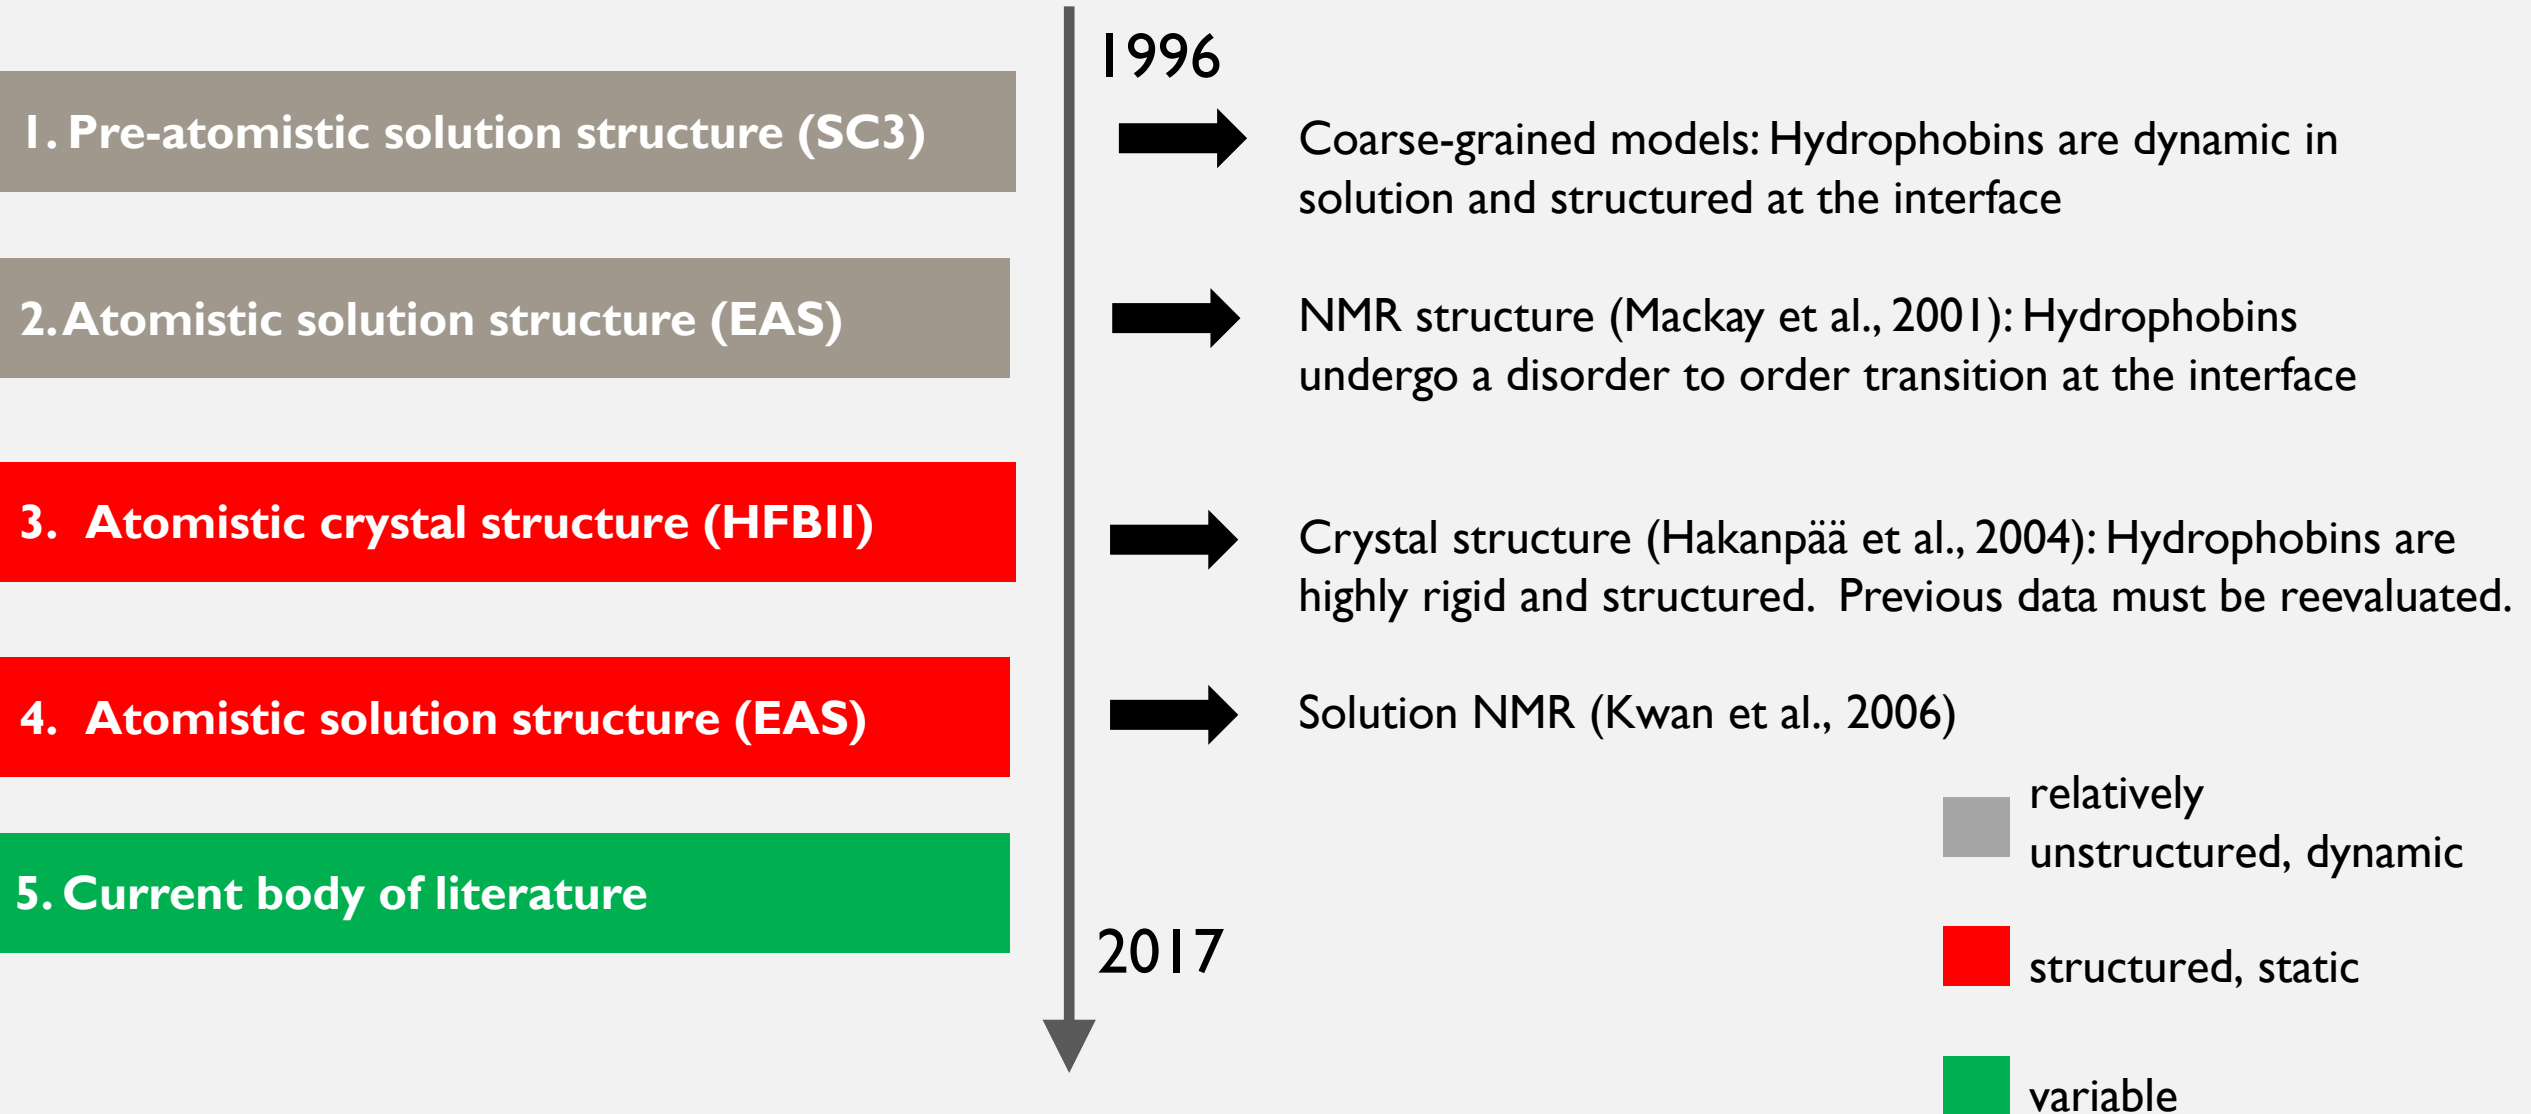 1996
1. Pre-atomistic solution structure (SC3)
Coarse-grained models: Hydrophobins are dynamic in
solution and structured at the interface
2. Atomistic solution structure (EAS)
NMR structure (Mackay et al., 2001): Hydrophobins
undergo a disorder to order transition at the interface
3. Atomistic crystal structure (HFBII)
Crystal structure (Hakanpää et al., 2004): Hydrophobins are
highly rigid and structured. Previous data must be reevaluated.
4. Atomistic solution structure (EAS)
Solution NMR (Kwan et al., 2006)
5. Current body of literature
2017
relatively
unstructured, dynamic
structured, static
variable